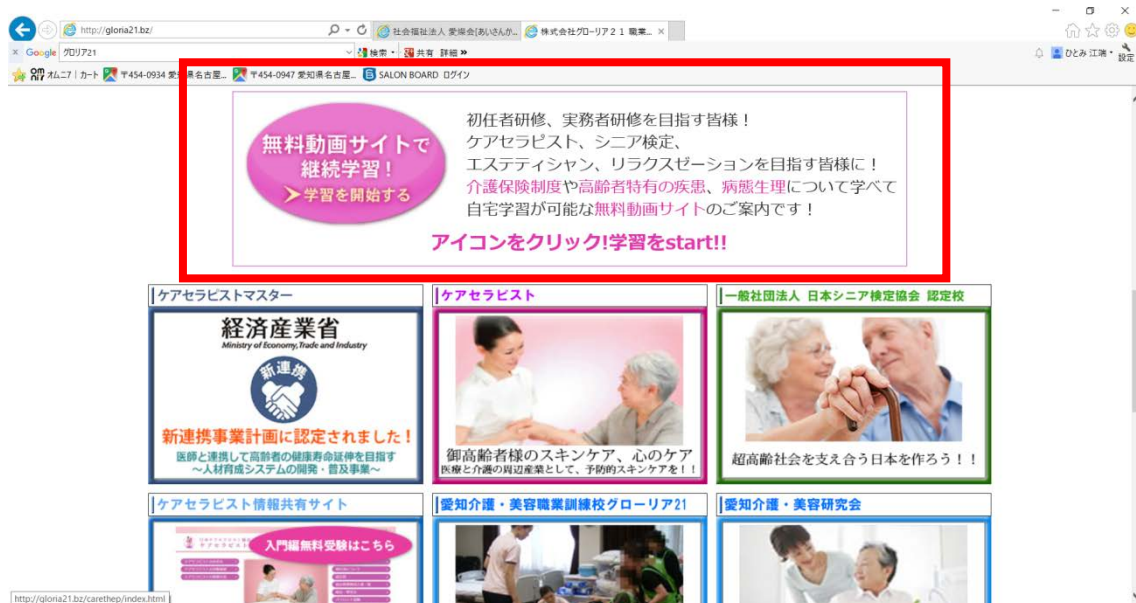 http://gloria21.bz/
社会福祉法人 愛燦会[あいさんか...
株式会社グローリア２１ 職業...
Google
グロリア21
検索
共有
詳細 »
ひとみ 江端
設定
オムニ7 | カート
〒454-0934 愛知県名古屋...
〒454-0947 愛知県名古屋...
SALON BOARD ログイン
無料動画サイトで
継続学習！
学習を開始する
初任者研修、実務者研修を目指す皆様！
ケアセラピスト、シニア検定、
エステティシャン、リラクスゼーションを目指す皆様に！
介護保険制度や高齢者特有の疾患、病態生理について学べて
自宅学習が可能な無料動画サイトのご案内です！
アイコンをクリック!学習をstart!!
ケアセラピストマスター
経済産業省
Ministry of Economy, Trade and Industry
新連携
新連携事業計画に認定されました！
医師と連携して高齢者の健康寿命延伸を目指す
～人材育成システムの開発・普及事業～
ケアセラピスト
御高齢者様のスキンケア、心のケア
医療と介護の周辺産業として、予防的スキンケアを！！
一般社団法人 日本シニア検定協会 認定校
超高齢社会を支え合う日本を作ろう！！
ケアセラピスト情報共有サイト
入門編無料受験はこちら
愛知介護・美容職業訓練校グローリア21
愛知介護・美容研究会
http://gloria21.bz/carethep/index.html